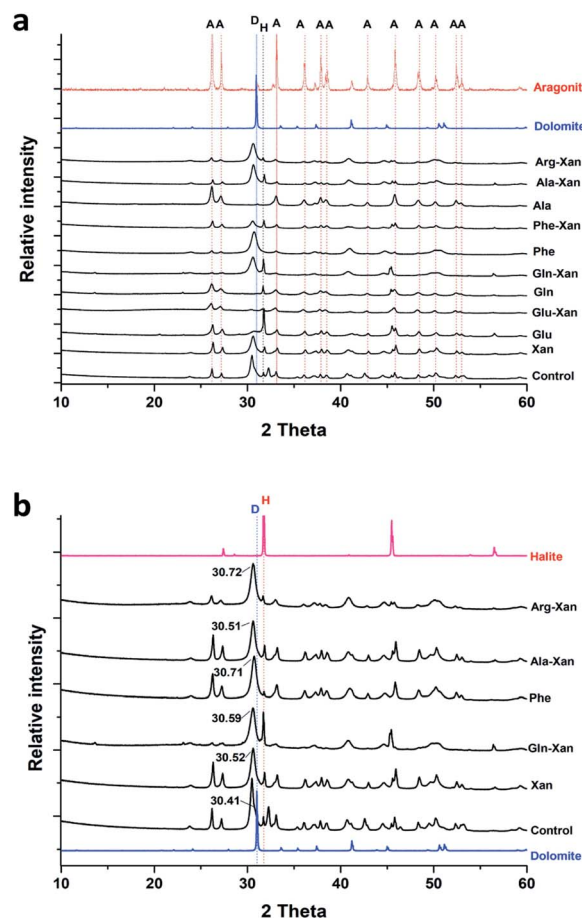 a
A A D H A A A A A A A A A
Aragonit
Dolomite
Arg-Xan
Ala-Xan
Ala
Phe-Xan
Phe
Gln-Xan
Gln
Glu-Xan
Glu
Xan
Control
Relative intensity
10 20 30 40 50 60
2 Theta
b
D H
Halite
30.72
Arg-Xan
30.51
Ala-Xan
30.71
Phe
30.59
Gln-Xan
30.52
Xan
30.41
Control
Dolomite
Relative intensity
10 20 30 40 50 60
2 Theta